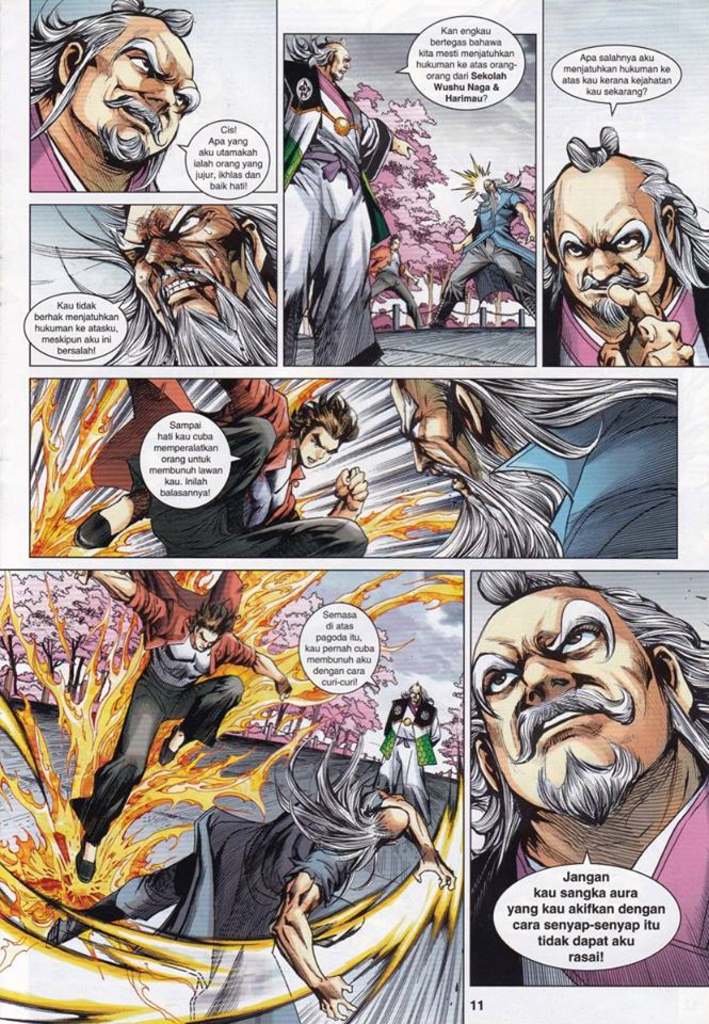 Cis!
Apa yang
aku utamakah
ialah orang yang
jujur, ikhlas dan
baik hati!
Kau tidak
berhak menjatuhkan
hukuman ke atasku,
meskipun aku ini
bersalah!
Kan engkau
bertegas bahawa
kita mesti menjatuhkan
hukuman ke atas orang-
orang dari Sekolah
Wushu Naga &
Harimau?
Apa salahnya aku
menjatuhkan hukuman ke
atas kau kerana kejahatan
kau sekarang?
Sampai
hati kau cuba
memperalatkan
orang untuk
membunuh lawan
kau. Inilah
balasannya!
Semasa
di atas
pagoda itu,
kau pernah cuba
membunuh aku
dengan cara
curi-curi!
Jangan
kau sangka aura
yang kau akifkan dengan
cara senyap-senyap itu
tidak dapat aku
rasai!
11